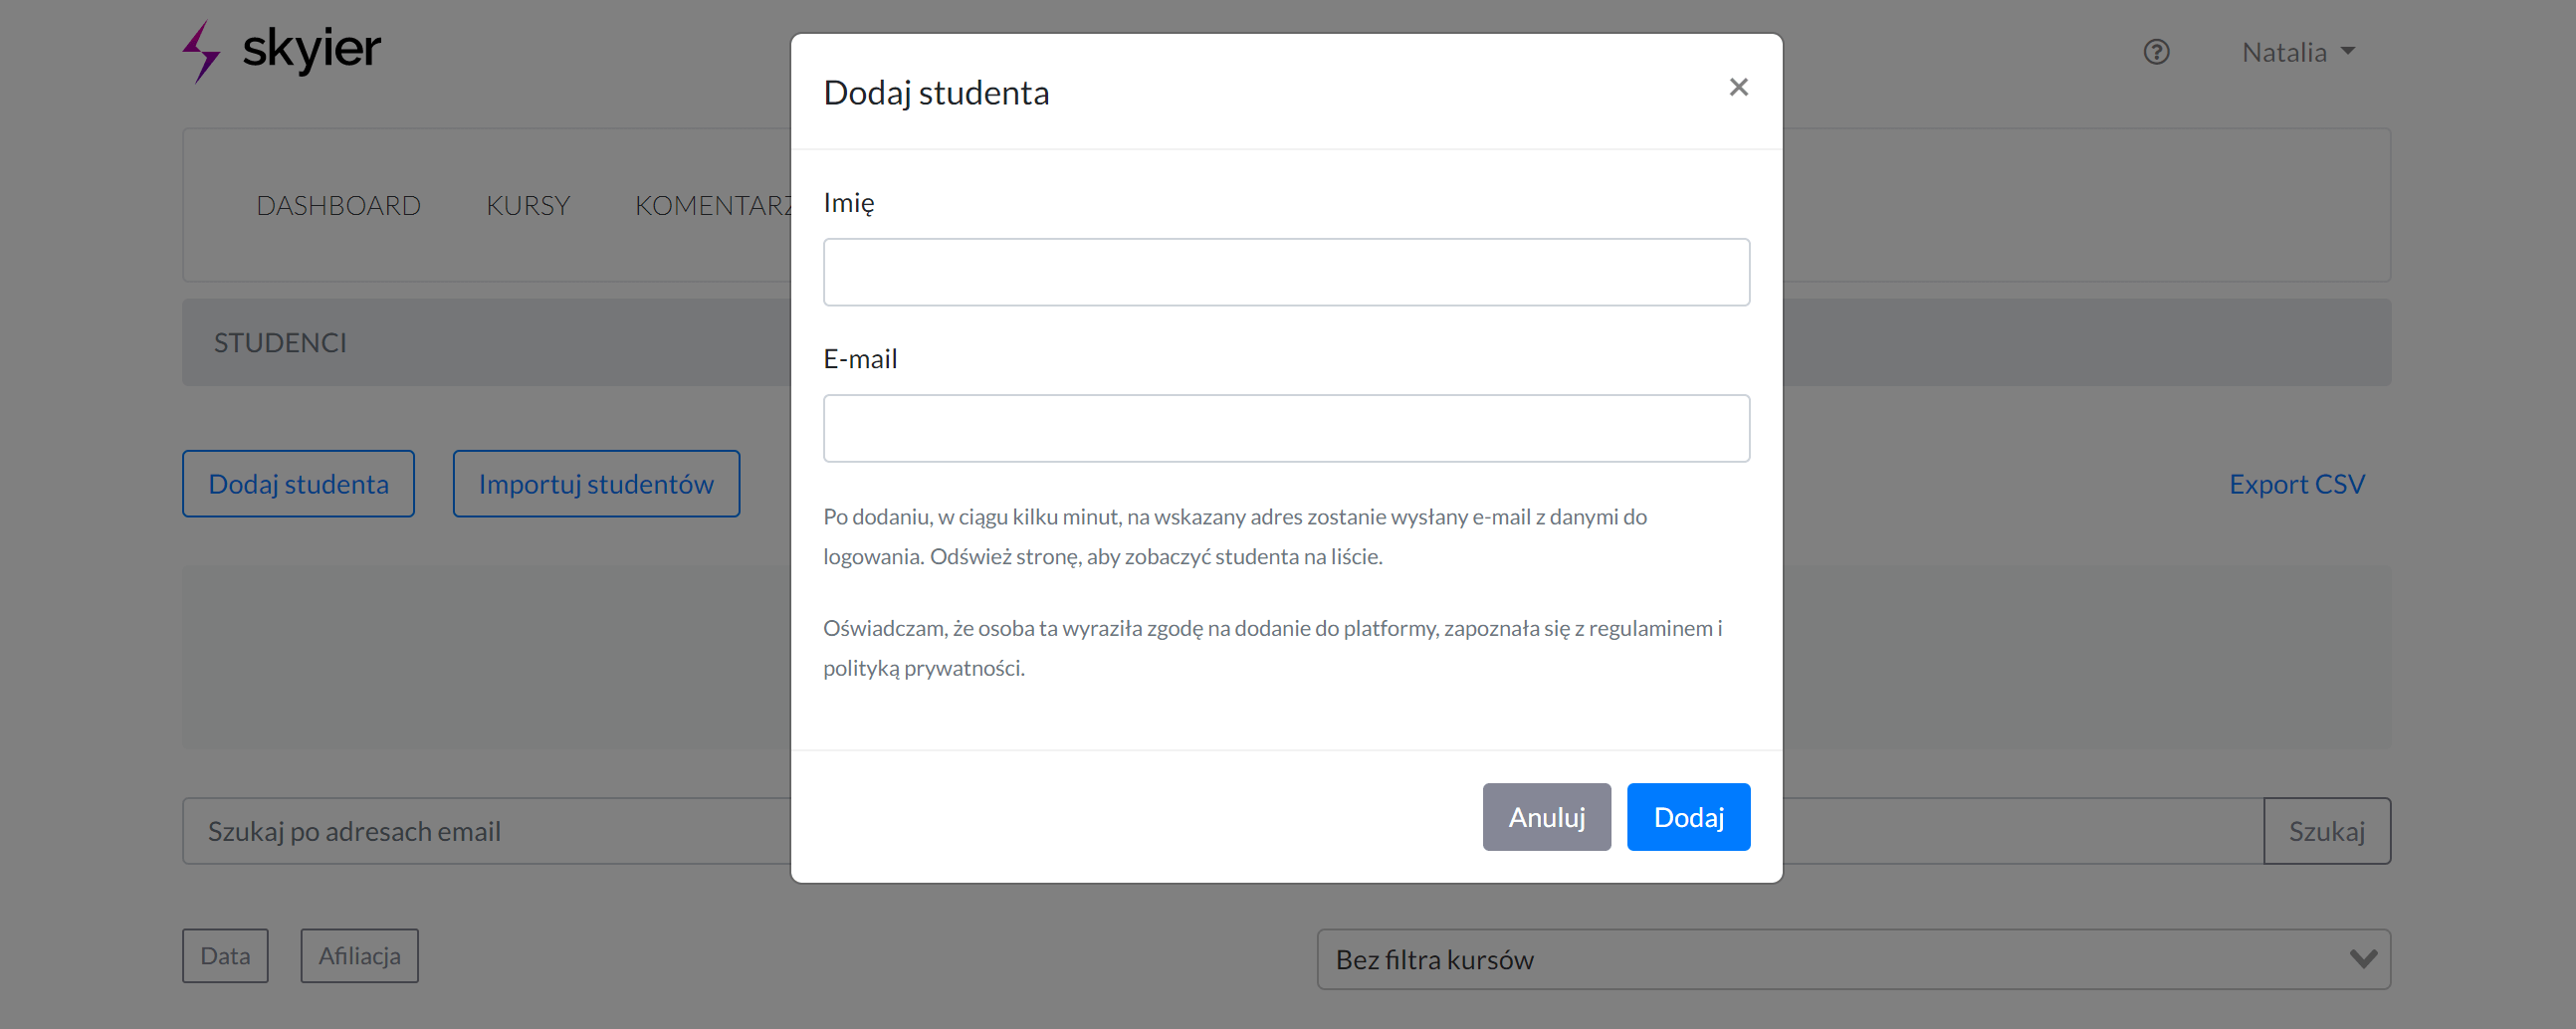 skyier
Natalia
Dodaj studenta
DASHBOARD KURSY KOMENTARZ
Imię
E-mail
STUDENCI
Dodaj studenta Importuj studentów
Export CSV
Po dodaniu, w ciągu kilku minut, na wskazany adres zostanie wysłany e-mail z danymi do
logowania. Odśwież stronę, aby zobaczyć studenta na liście.
Oświadczam, że osoba ta wyraziła zgodę na dodanie do platformy, zapoznała się z regulaminem i
polityką prywatności.
Anuluj Dodaj
Szukaj po adresach email
Szukaj
Data Afiliacja
Bez filtra kursów